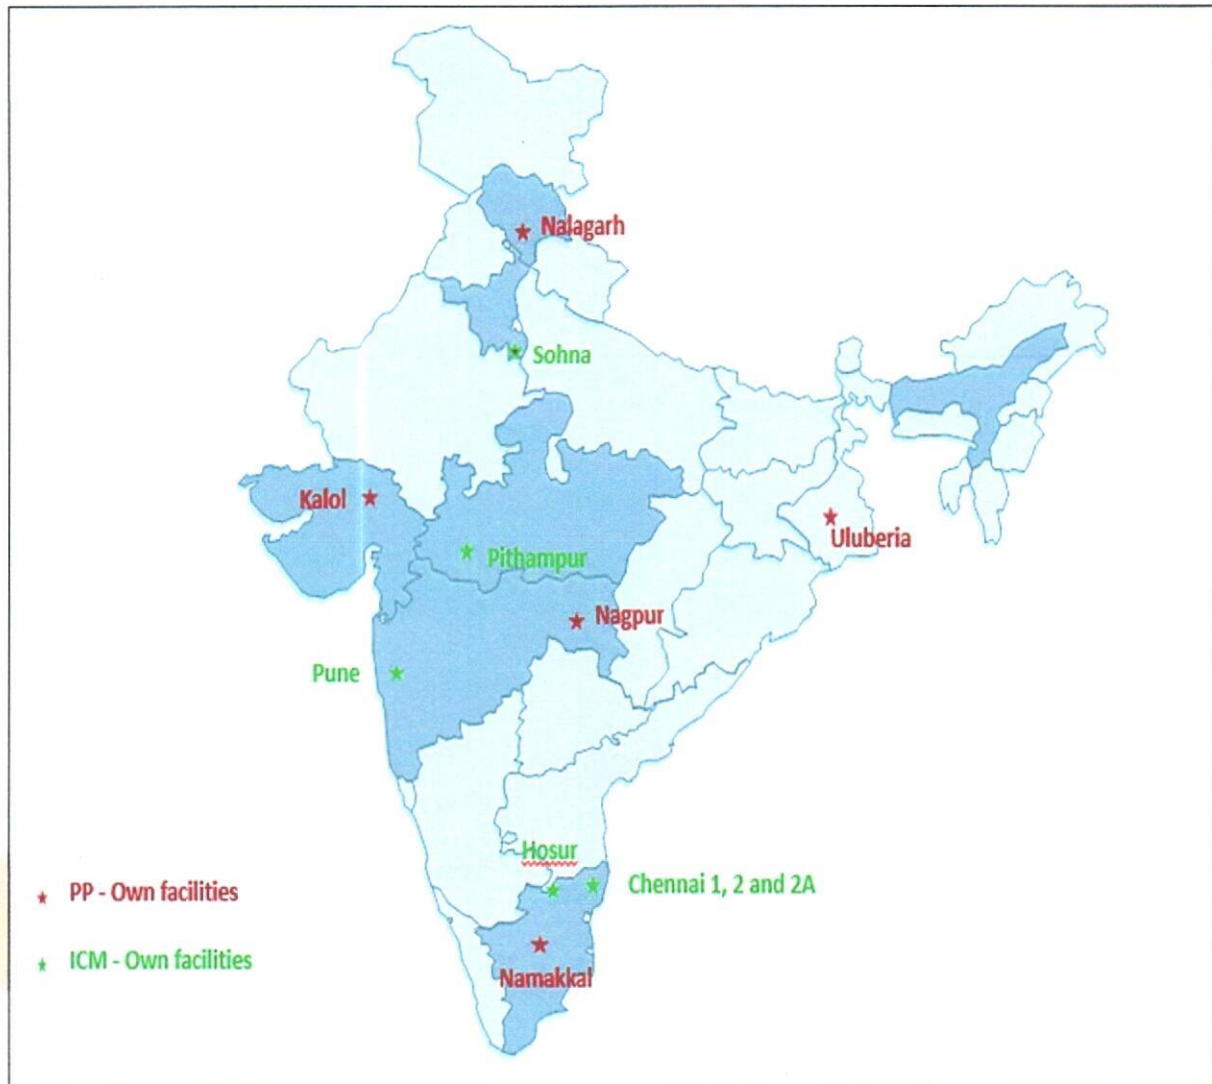 Nalagarh
Sohna
Kalol
Uluberia
Pithampur
Nagpur
Pune
Hosur
Chennai 1, 2 and 2A
PP - Own facilities
ICM - Own facilities
Namakkal